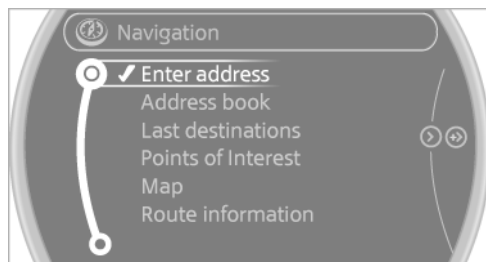 Navigation
Enter address
Address book
Last destinations
Points of Interest
Map
Route information